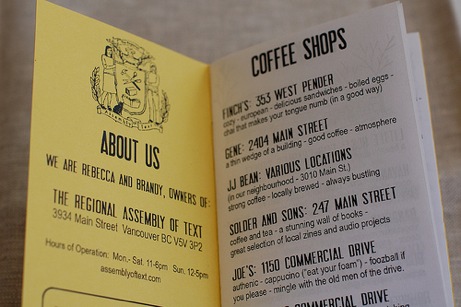 ABOUT US
WE ARE REBECCA AND BRANDY, OWNERS OF:
THE REGIONAL ASSEMBLY OF TEXT
3934 Main Street Vancouver BC V5V 3P2
Hours of Operation: Mon.- Sat. 11-6pm Sun. 12-5pm
assemblyoftext.com
COFFEE SHOPS
FINCH'S: 353 WEST PENDER
cozy - european - delicious sandwiches - boiled eggs -
chai that makes your tongue numb (in a good way)
GENE: 2404 MAIN STREET
a thin wedge of a building - good coffee - atmosphere
JJ BEAN: VARIOUS LOCATIONS
(in our neighbourhood - 3010 Main St.)
strong coffee - locally brewed - always bustling
SOLDER AND SONS: 247 MAIN STREET
coffee and tea - a stunning wall of books -
great selection of local zines and audio projects
JOE'S: 1150 COMMERCIAL DRIVE
authentic - cappucino ("eat your foam") - foozball if
you please - mingle with the old men of the drive.
COMMERCIAL DRIVE